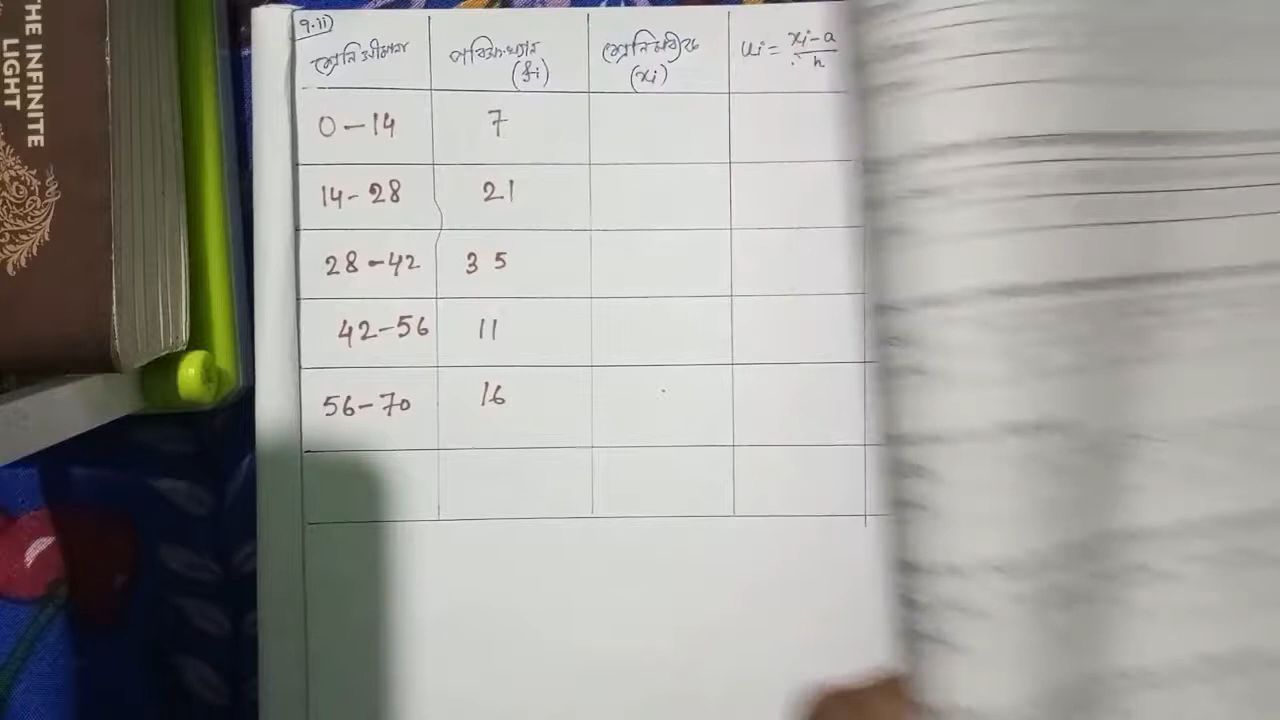 THE INFINITE
LIGHT
9.11)
শ্রেনি সীমানা
পরিসংখ্যান
(fi)
শ্রেনি মধ্যক
(xi)
ui = xi-a/h
0-14 7
14-28 21
28-42 35
42-56 11
56-70 16